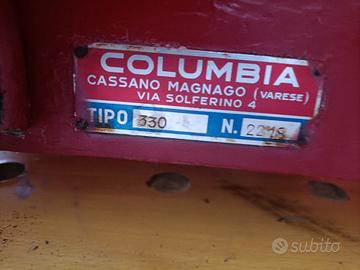 COLUMBIA
CASSANO MAGNAGO (VARESE)
VIA SOLFERINO 4
TIPO 330 N. 2218
subito